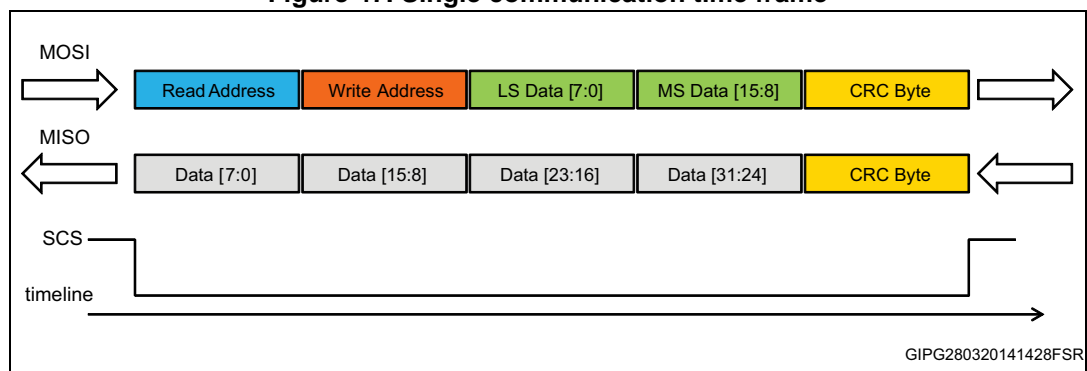 MOSI
Read Address Write Address LS Data [7:0] MS Data [15:8] CRC Byte
MISO
Data [7:0] Data [15:8] Data [23:16] Data [31:24] CRC Byte
SCS
timeline
GIPG280320141428FSR